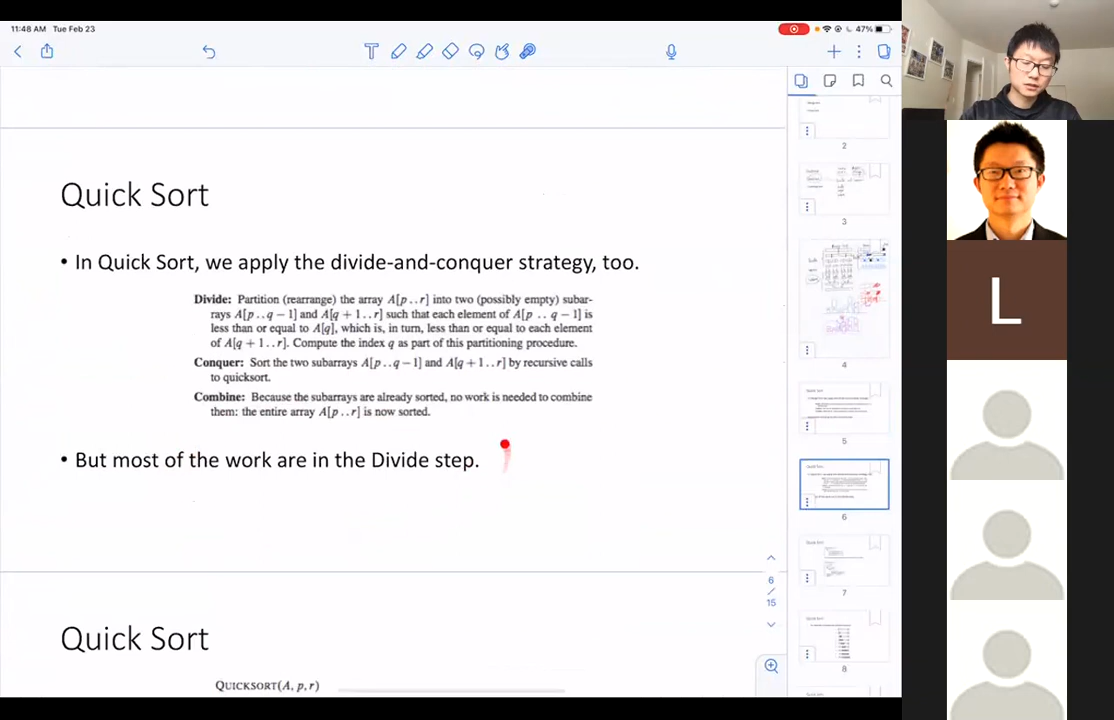 11:48 AM Tue Feb 23
47%
Quick Sort
• In Quick Sort, we apply the divide-and-conquer strategy, too.
Divide: Partition (rearrange) the array A[p . . r] into two (possibly empty) subar-
rays A[p . . q − 1] and A[q + 1 . . r] such that each element of A[p . . q − 1] is
less than or equal to A[q], which is, in turn, less than or equal to each element
of A[q + 1 . . r]. Compute the index q as part of this partitioning procedure.
Conquer: Sort the two subarrays A[p . . q − 1] and A[q + 1 . . r] by recursive calls
to quicksort.
Combine: Because the subarrays are already sorted, no work is needed to combine
them: the entire array A[p . . r] is now sorted.
• But most of the work are in the Divide step.
6
/
15
Quick Sort
QUICKSORT(A, p, r)
2
3
4
5
6
7
8
L